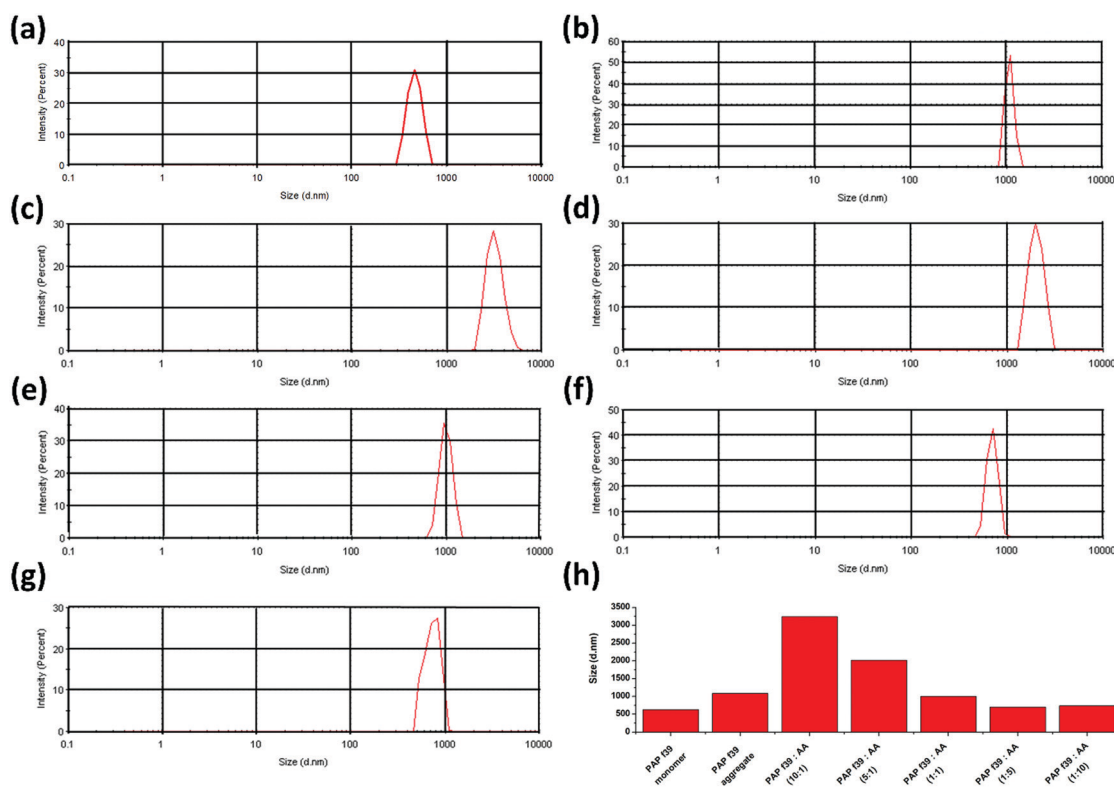 (a)
40
30
20
10
0
Intensity (Percent)
0.1 1 10 100 1000 10000
Size (d.nm)
(b)
60
50
40
30
20
10
0
Intensity (Percent)
0.1 1 10 100 1000 10000
Size (d.nm)
(c)
30
20
10
0
Intensity (Percent)
0.1 1 10 100 1000 10000
Size (d.nm)
(d)
30
20
10
0
Intensity (Percent)
0.1 1 10 100 1000 10000
Size (d.nm)
(e)
40
30
20
10
0
Intensity (Percent)
0.1 1 10 100 1000 10000
Size (d.nm)
(f)
50
40
30
20
10
0
Intensity (Percent)
0.1 1 10 100 1000 10000
Size (d.nm)
(g)
30
20
10
0
Intensity (Percent)
0.1 1 10 100 1000 10000
Size (d.nm)
(h)
3500
3000
2500
2000
1500
1000
500
0
Size (d.nm)
PAP f39
monomer
PAP f39
aggregate
PAP f39 : AA
(10:1)
PAP f39 : AA
(5:1)
PAP f39 : AA
(1:1)
PAP f39 : AA
(1:5)
PAP f39 : AA
(1:10)